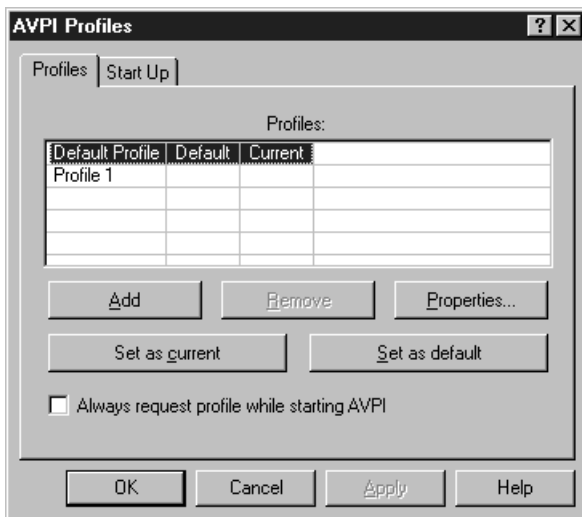 AVPI Profiles
Profiles Start Up
Profiles:
Default Profile Default Current
Profile 1
Add Remove Properties...
Set as current Set as default
Always request profile while starting AVPI
OK Cancel Apply Help